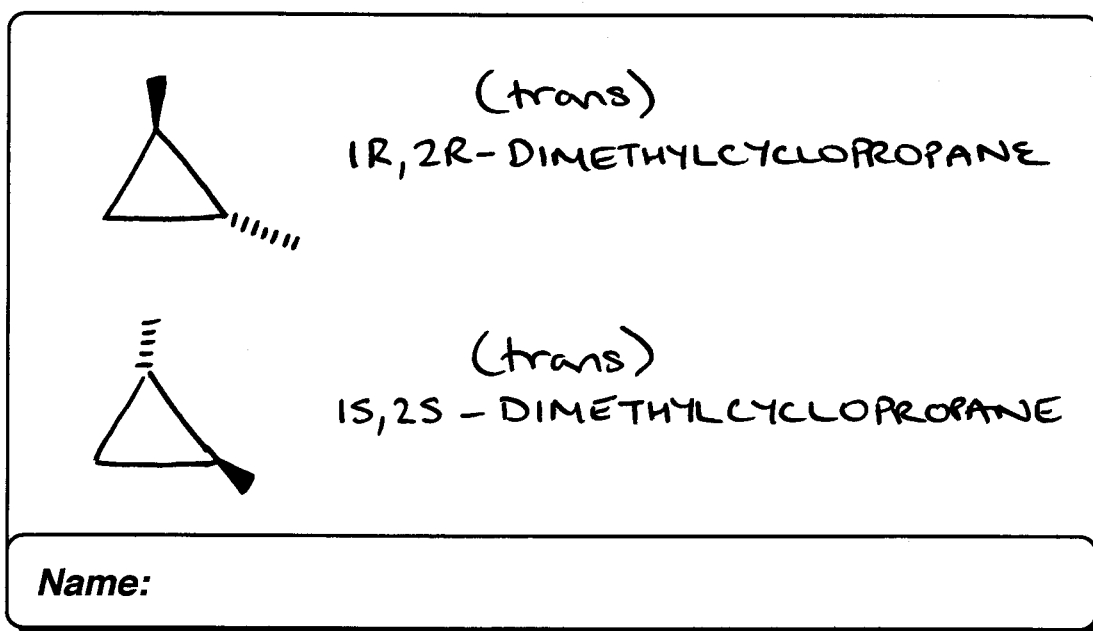 (trans)
1R,2R-DIMETHYLCYCLOPROPANE
(trans)
1S,2S-DIMETHYLCYCLOPROPANE
Name: